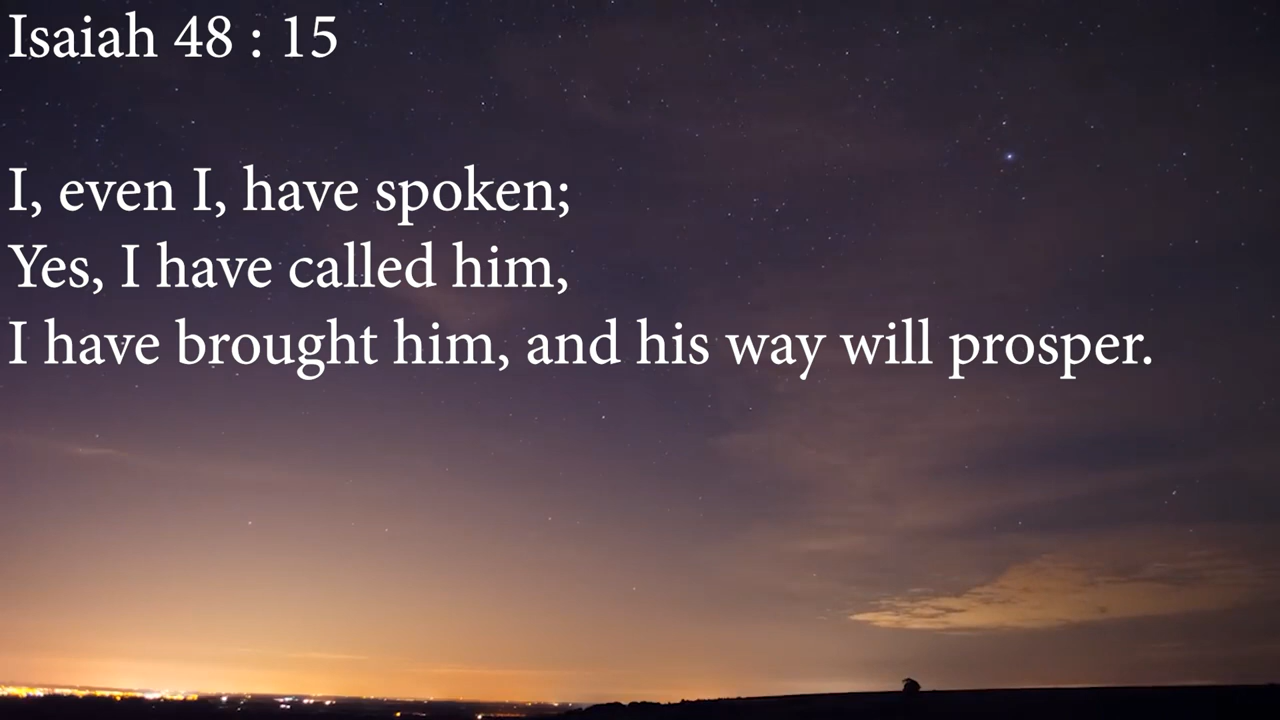 Isaiah 48 : 15
I, even I, have spoken;
Yes, I have called him,
I have brought him, and his way will prosper.